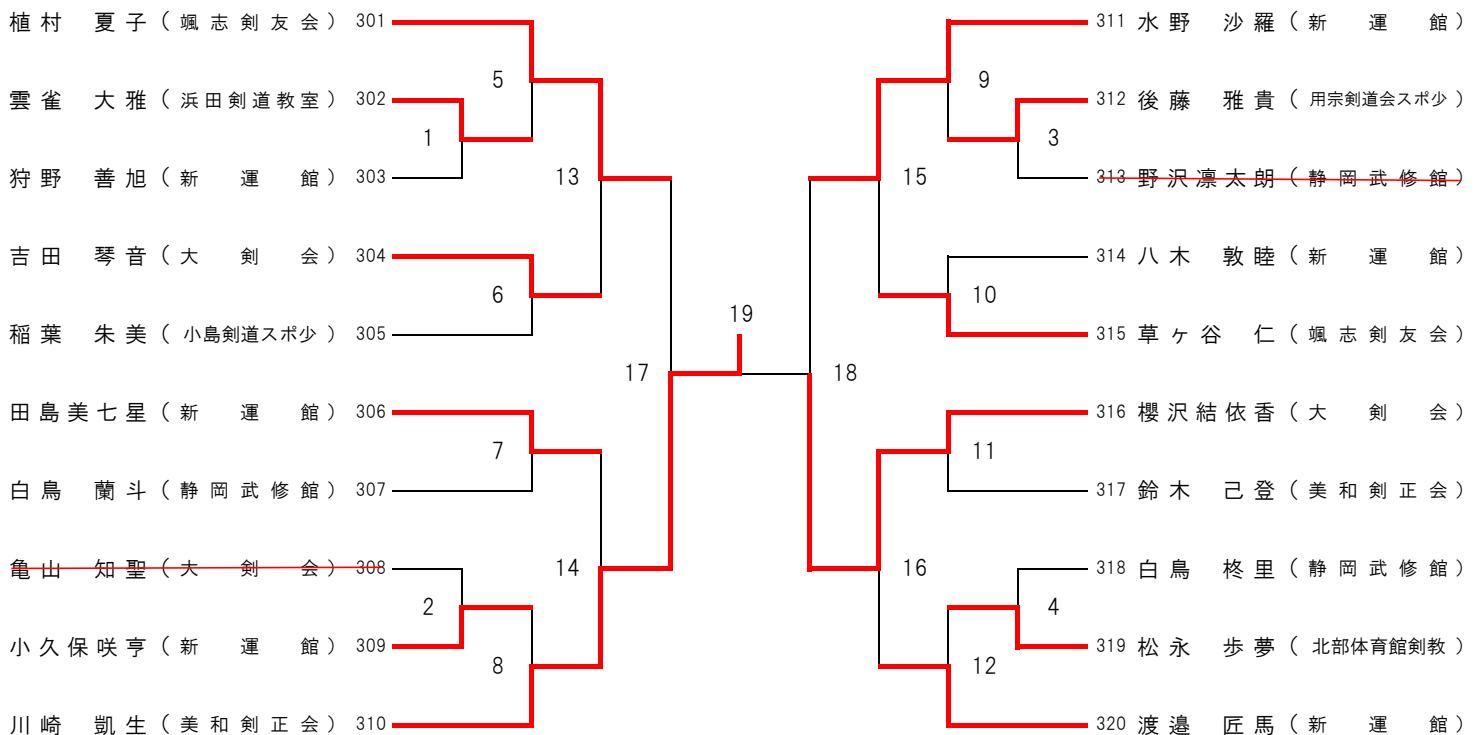 植村 夏子（颯志剣友会）301
雲雀 大雅（浜田剣道教室）302
狩野 善旭（新運館）303
吉田 琴音（大剣会）304
稲葉 朱美（小島剣道スポ少）305
田島美七星（新運館）306
白鳥 蘭斗（静岡武修館）307
亀山 知聖（大剣会）308
小久保咲亨（新運館）309
川崎 凱生（美和剣正会）310
1
2
5
6
7
8
13
14
17
19
18
15
16
9
10
11
12
3
4
311 水野 沙羅（新運館）
312 後藤 雅貴（用宗剣道会スポ少）
313 野沢凛太朗（静岡武修館）
314 八木 敦睦（新運館）
315 草ヶ谷 仁（颯志剣友会）
316 櫻沢結依香（大剣会）
317 鈴木 己登（美和剣正会）
318 白鳥 柊里（静岡武修館）
319 松永 歩夢（北部体育館剣教）
320 渡邉 匠馬（新運館）